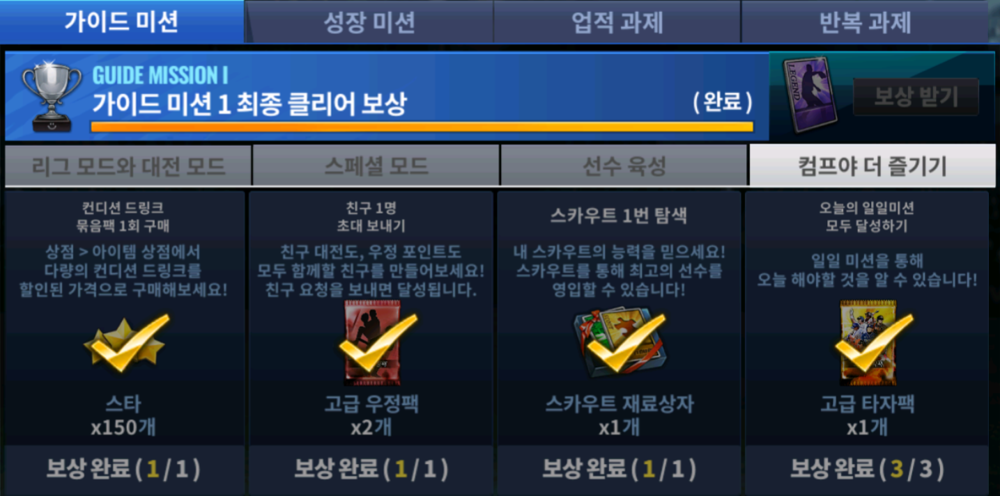 가이드 미션
성장 미션
업적 과제
반복 과제
GUIDE MISSION I
가이드 미션 1 최종 클리어 보상
( 완료 )
LEGEND
보상 받기
리그 모드와 대전 모드
스페셜 모드
선수 육성
컴프야 더 즐기기
컨디션 드링크
묶음팩 1회 구매
상점 > 아이템 상점에서
다량의 컨디션 드링크를
할인된 가격으로 구매해보세요!
스타
x150개
보상 완료 ( 1 / 1 )
친구 1명
초대 보내기
친구 대전도, 우정 포인트도
모두 함께할 친구를 만들어보세요!
친구 요청을 보내면 달성됩니다.
고급 우정팩
x2개
보상 완료 ( 1 / 1 )
스카우트 1번 탐색
내 스카우트의 능력을 믿으세요!
스카우트를 통해 최고의 선수를
영입할 수 있습니다!
스카우트 재료상자
x1개
보상 완료 ( 1 / 1 )
오늘의 일일미션
모두 달성하기
일일 미션을 통해
오늘 해야할 것을 알 수 있습니다!
고급 타자팩
x1개
보상 완료 ( 3 / 3 )